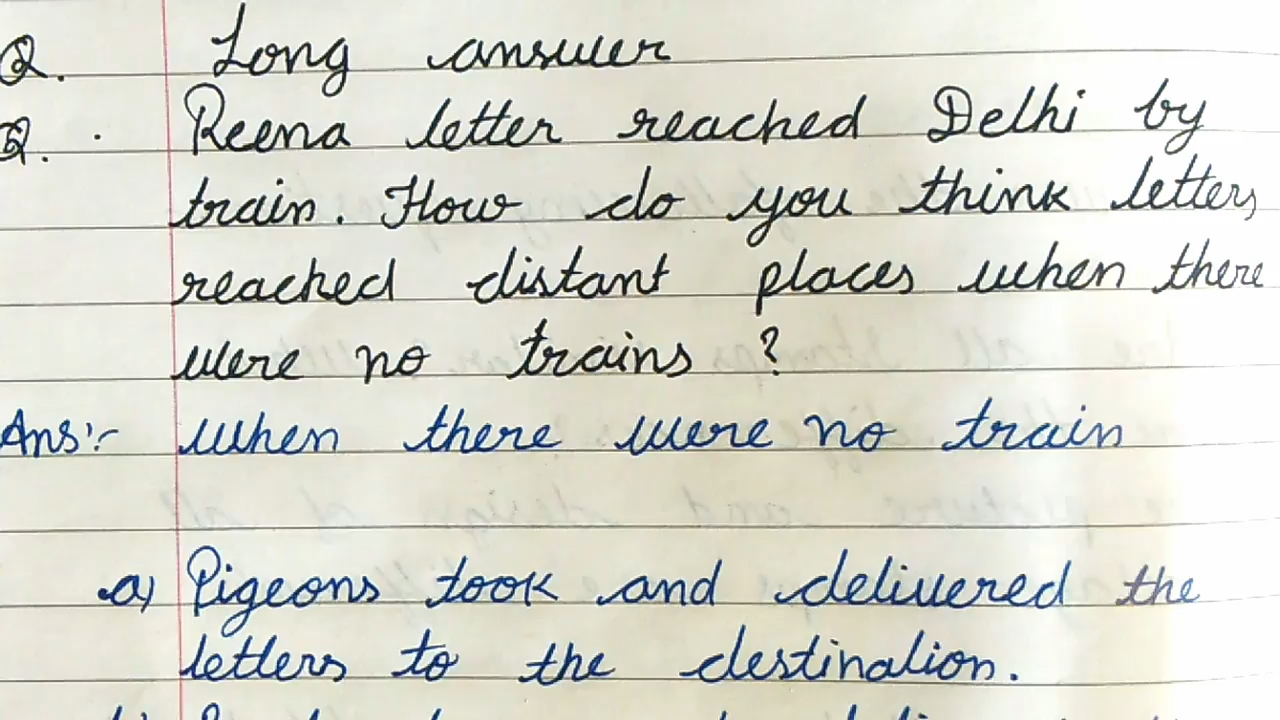 Q. Long answer
Q. . Reena letter reached Delhi by
train. How do you think letters
reached distant places when there
were no trains ?
Ans:- when there were no train
a) Pigeons took and delivered the
letters to the destination.
b)